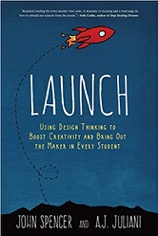 LAUNCH
USING DESIGN THINKING TO
BOOST CREATIVITY AND BRING OUT
THE MAKER IN EVERY STUDENT
JOHN SPENCER AND A.J. JULIANI